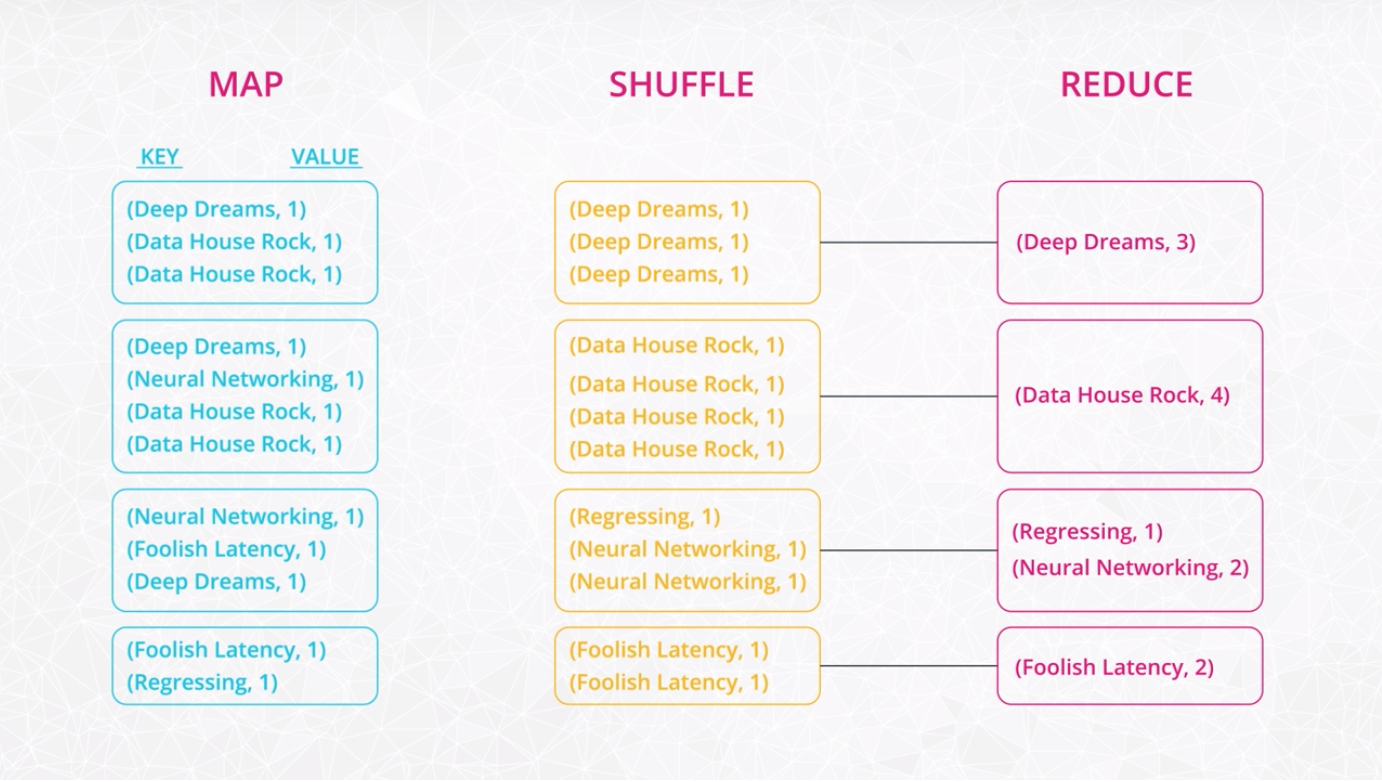 MAP
SHUFFLE
REDUCE
KEY
VALUE
(Deep Dreams, 1)
(Data House Rock, 1)
(Data House Rock, 1)
(Deep Dreams, 1)
(Neural Networking, 1)
(Data House Rock, 1)
(Data House Rock, 1)
(Neural Networking, 1)
(Foolish Latency, 1)
(Deep Dreams, 1)
(Foolish Latency, 1)
(Regressing, 1)
(Deep Dreams, 1)
(Deep Dreams, 1)
(Deep Dreams, 1)
(Data House Rock, 1)
(Data House Rock, 1)
(Data House Rock, 1)
(Data House Rock, 1)
(Regressing, 1)
(Neural Networking, 1)
(Neural Networking, 1)
(Foolish Latency, 1)
(Foolish Latency, 1)
(Deep Dreams, 3)
(Data House Rock, 4)
(Regressing, 1)
(Neural Networking, 2)
(Foolish Latency, 2)